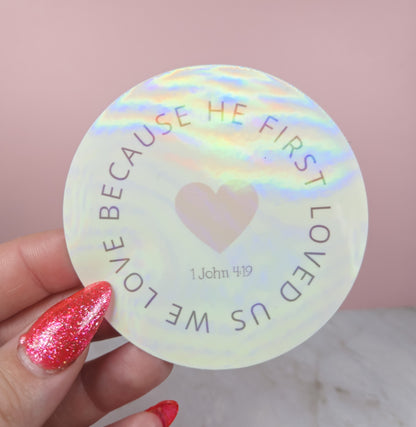 WE LOVE BECAUSE HE FIRST LOVED US
1 John 4:19